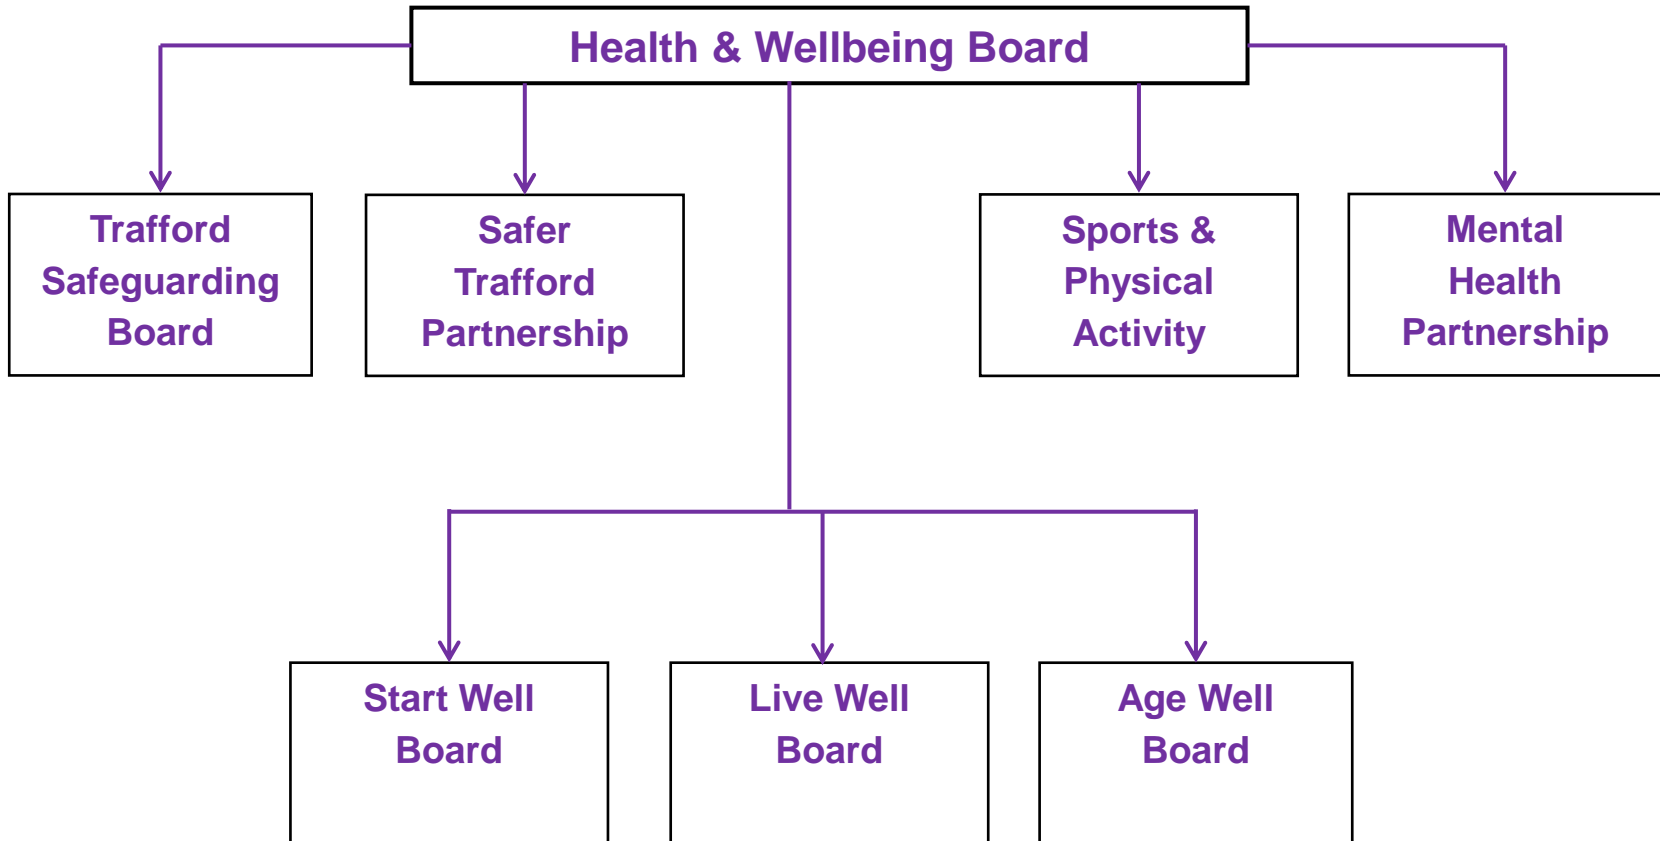 Health & Wellbeing Board
Trafford
Safeguarding
Board
Safer
Trafford
Partnership
Sports &
Physical
Activity
Mental
Health
Partnership
Start Well
Board
Live Well
Board
Age Well
Board